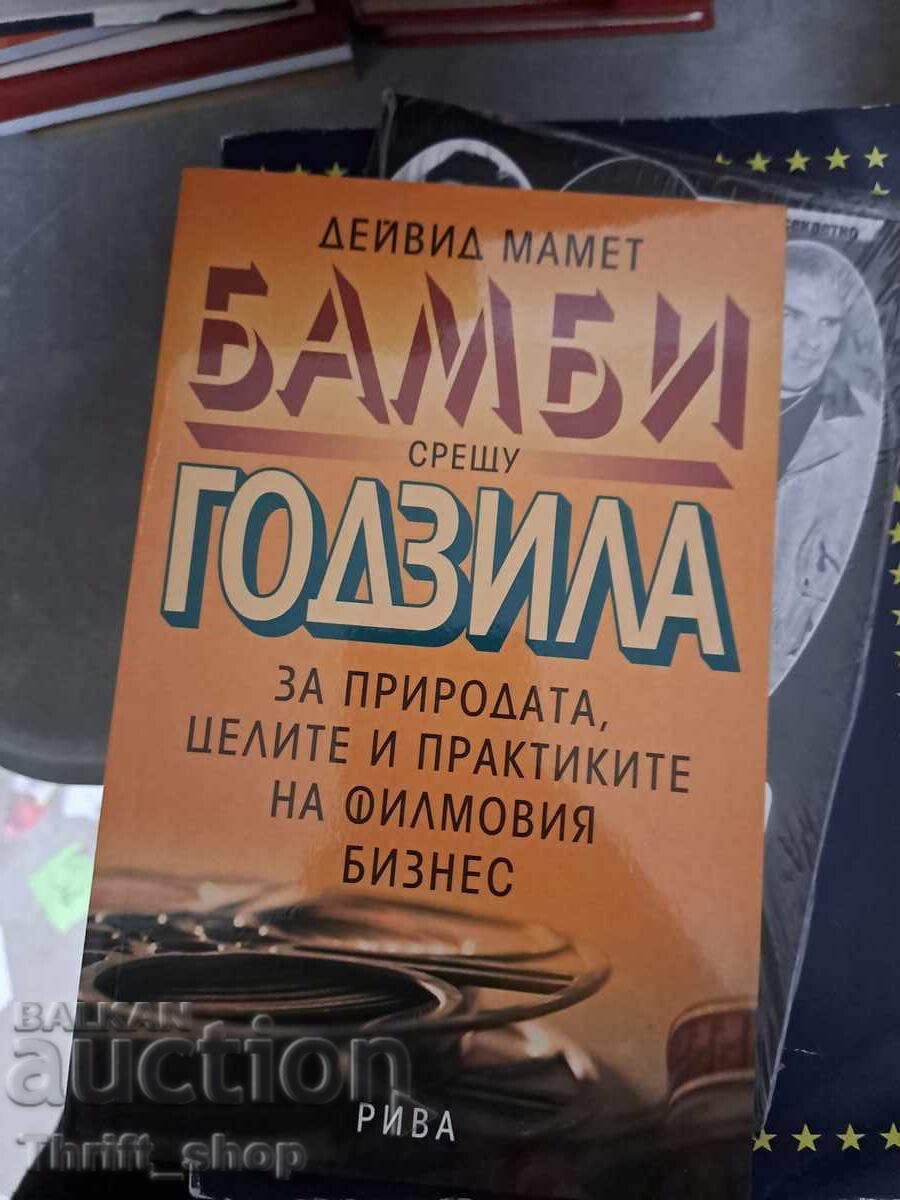 ДЕЙВИД МАМЕТ
БАМБИ
СРЕЩУ
ГОДЗИЛА
ЗА ПРИРОДАТА,
ЦЕЛИТЕ И ПРАКТИКИТЕ
НА ФИЛМОВИЯ
БИЗНЕС
РИВА
BALKAN
auction
Thrift_shop